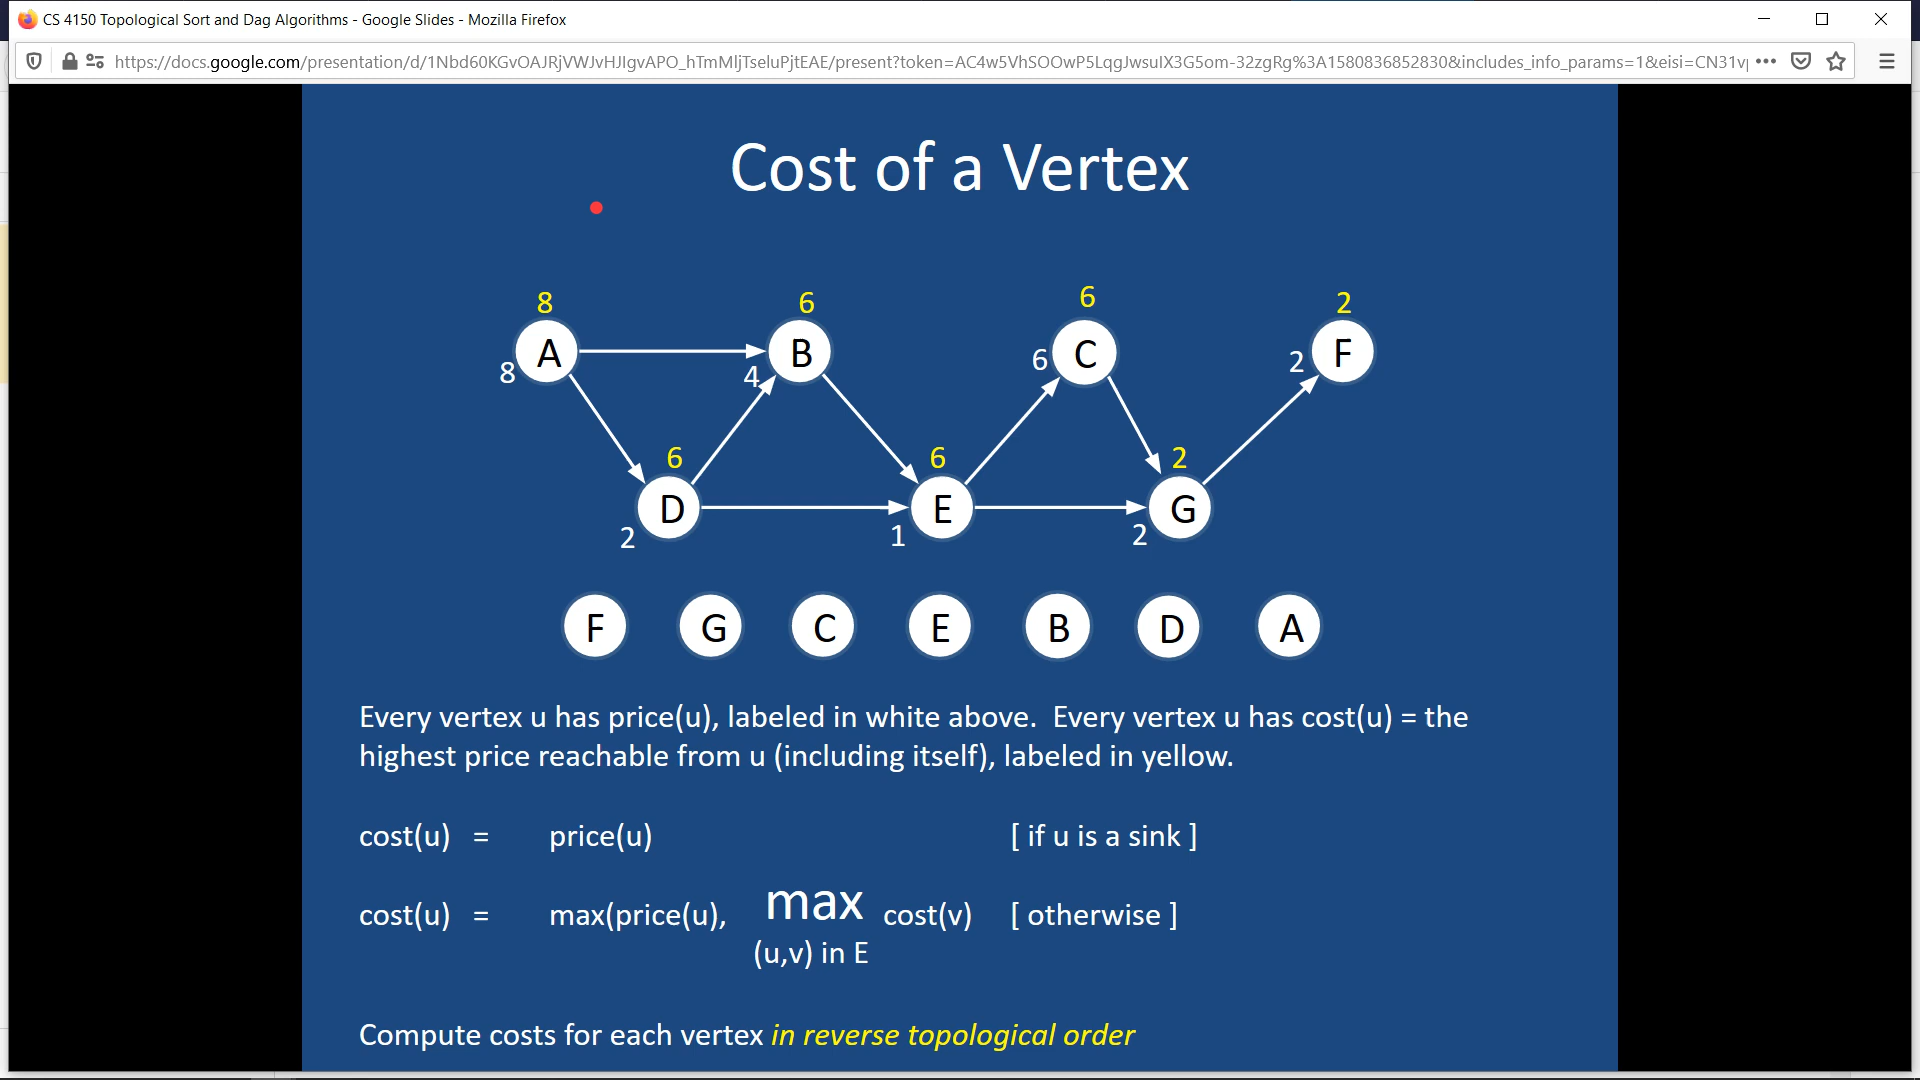 CS 4150 Topological Sort and Dag Algorithms - Google Slides - Mozilla Firefox
https://docs.google.com/presentation/d/1Nbd60KGvOAJRjVWJvHJIgvAPO_hTmMljTseluPjtEAE/present?token=AC4w5VhSOOwP5LqgJwsuIX3G5om-32zgRg%3A1580836852830&includes_info_params=1&eisi=CN31v
Cost of a Vertex
8 6 6 2
A B C F
8 4 6 2
6 6 2
D E G
2 1 2
F G C E B D A
Every vertex u has price(u), labeled in white above. Every vertex u has cost(u) = the
highest price reachable from u (including itself), labeled in yellow.
cost(u) = price(u) [ if u is a sink ]
cost(u) = max(price(u), max cost(v) [ otherwise ]
(u,v) in E
Compute costs for each vertex in reverse topological order